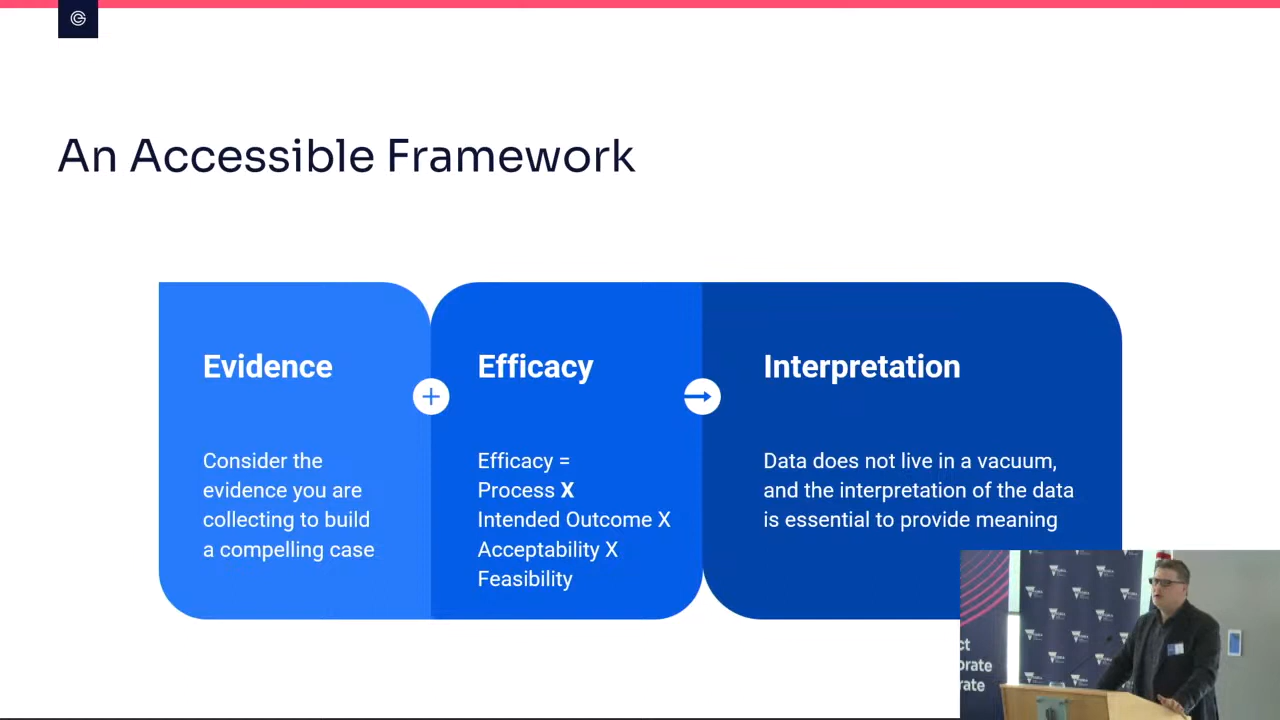 An Accessible Framework
Evidence
Consider the
evidence you are
collecting to build
a compelling case
Efficacy
Efficacy =
Process X
Intended Outcome X
Acceptability X
Feasibility
Interpretation
Data does not live in a vacuum,
and the interpretation of the data
is essential to provide meaning